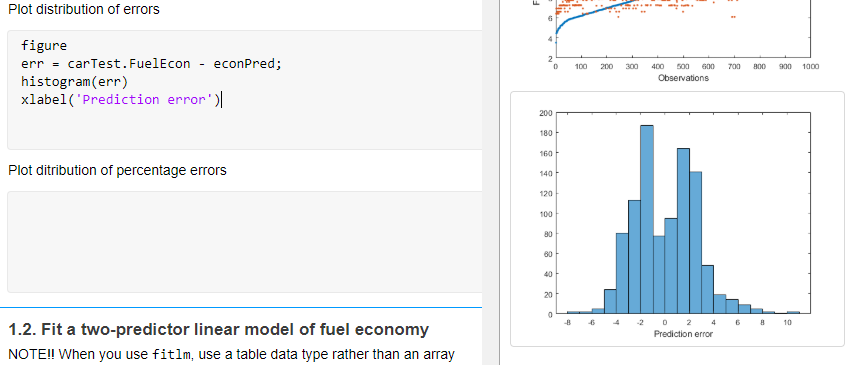 Plot distribution of errors
figure
err = carTest.FuelEcon - econPred;
histogram(err)
xlabel('Prediction error')
Plot ditribution of percentage errors
1.2. Fit a two-predictor linear model of fuel economy
NOTE!! When you use fitlm, use a table data type rather than an array
6
4
2
0 100 200 300 400 500 600 700 800 900 1000
Observations
200
180
160
140
120
100
80
60
40
20
0
-8 -6 -4 -2 0 2 4 6 8 10
Prediction error